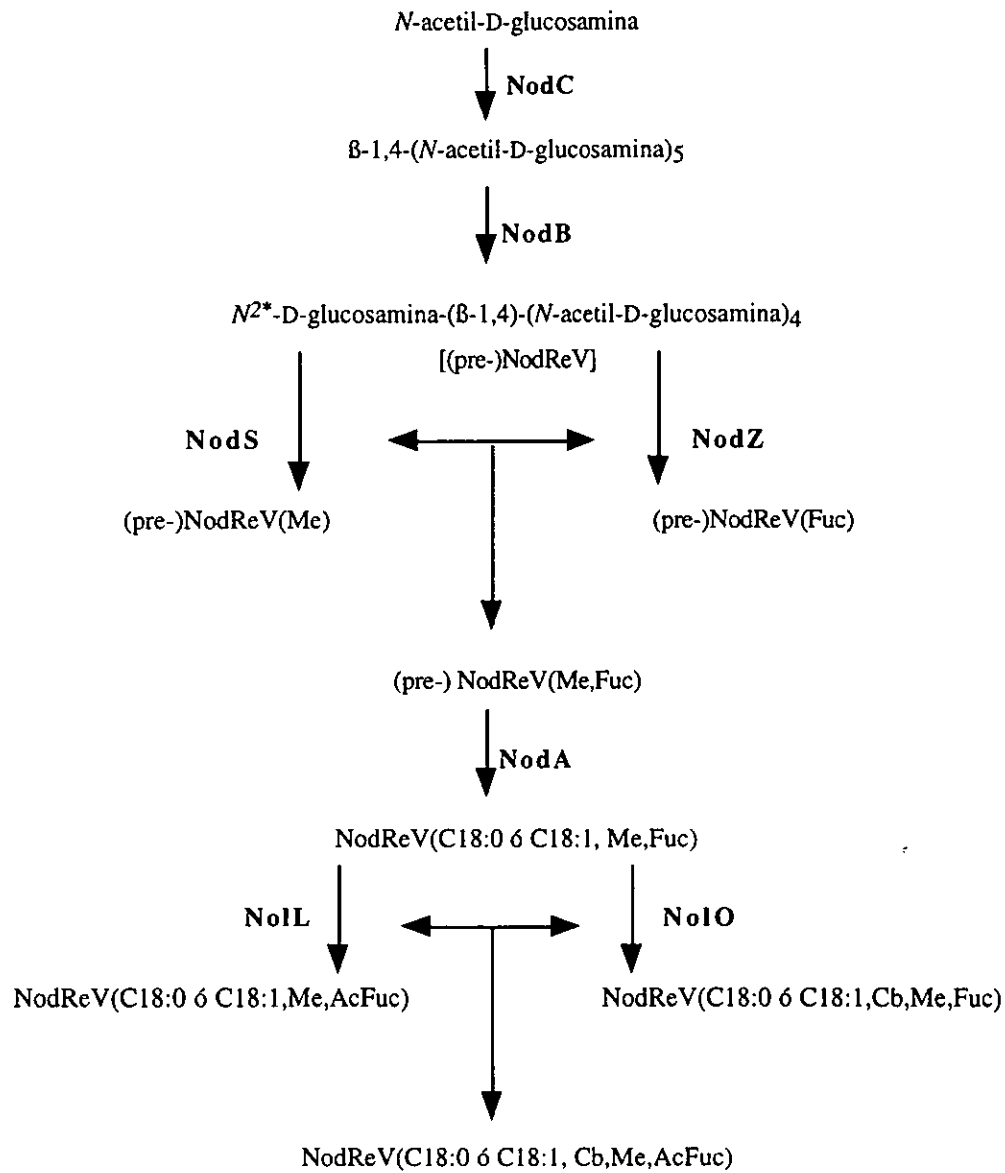 N-acetil-D-glucosamina
NodC
ß-1,4-(N-acetil-D-glucosamina)5
NodB
N2*-D-glucosamina-(ß-1,4)-(N-acetil-D-glucosamina)4
[(pre-)NodReV]
NodS
NodZ
(pre-)NodReV(Me)
(pre-)NodReV(Fuc)
(pre-) NodReV(Me,Fuc)
NodA
NodReV(C18:0 ó C18:1, Me,Fuc)
NolL
NolO
NodReV(C18:0 ó C18:1,Me,AcFuc)
NodReV(C18:0 ó C18:1,Cb,Me,Fuc)
NodReV(C18:0 ó C18:1, Cb,Me,AcFuc)